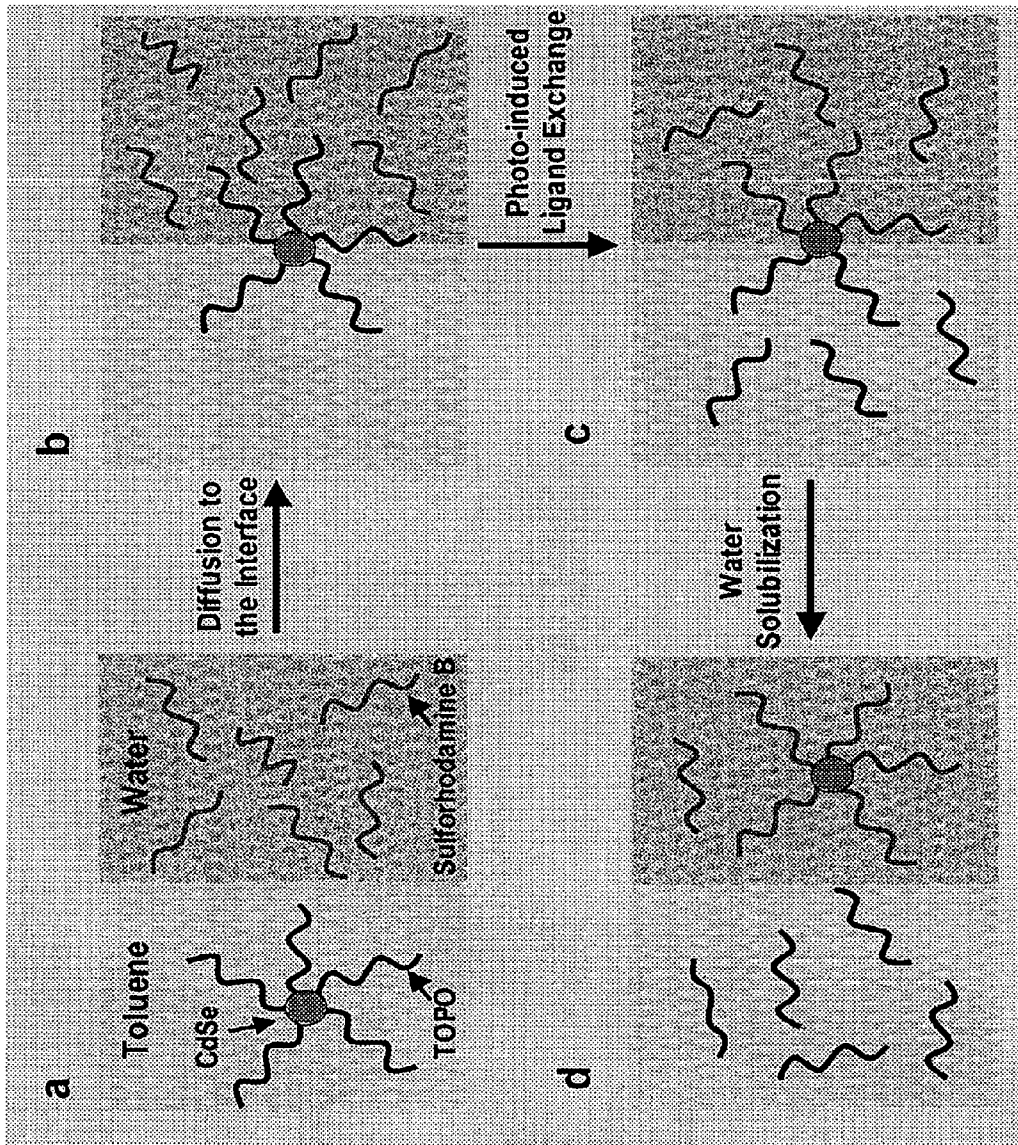 a
Toluene
Water
CdSe
TOPO
Sulforhodamine B
Diffusion to
the Interface
b
Photo-induced
Ligand Exchange
c
Water
Solubilization
d